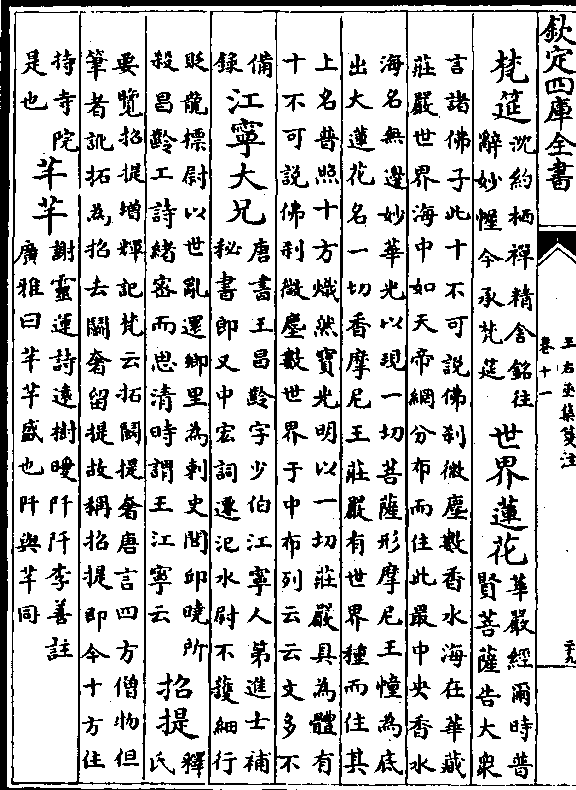 欽定四庫全書
王右丞集箋注
卷十一
二十九
梵筵
沈約栖禪精舍銘往
辭妙幄今承梵筵
世界蓮花
華嚴經爾時普
賢菩薩告大衆
言諸佛子此十不可說佛刹微塵數香水海在華藏
莊嚴世界海中如天帝網分布而住此最中央香水
海名無邊妙華光以現一切菩薩形摩尼王幢為底
出大蓮花名一切香摩尼王莊嚴有世界種而住其
上名普照十方熾然寶光明以一切莊嚴具為體有
十不可說佛刹微塵數世界于中布列云云文多不
備
錄
江寧大兄
唐書王昌齡字少伯江寧人第進士補
秘書郎又中宏詞遷汜水尉不護細行
貶龍標尉以世亂還鄉里為刺史閭邱曉所
殺昌齡工詩緒密而思清時謂王江寧云
招提
釋
氏
要覽招提增輝記梵云拓鬭提奢唐言四方僧物但
筆者訛拓為招去鬭奢留提故稱招提即今十方住
持寺院
是也
芊芊
謝靈運詩遠樹曖阡阡李善註
廣雅曰芊芊盛也阡與芊同